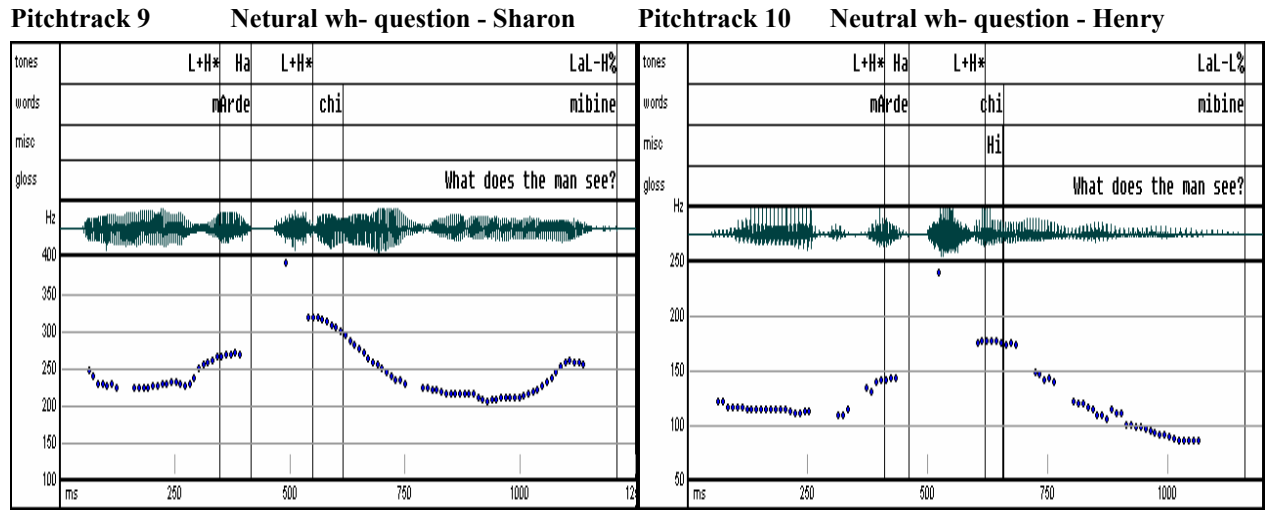 Pitchtrack 9 Netural wh- question - Sharon
tones L+H* Ha L+H* LaL-H%
words mArde chi mibine
misc
gloss What does the man see?
Hz
400
350
300
250
200
150
100
ms 250 500 750 1000 12
Pitchtrack 10 Neutral wh- question - Henry
tones L+H* Ha L+H* LaL-L%
words mArde chi mibine
misc Hi
gloss What does the man see?
Hz
250
200
150
100
50
ms 250 500 750 1000